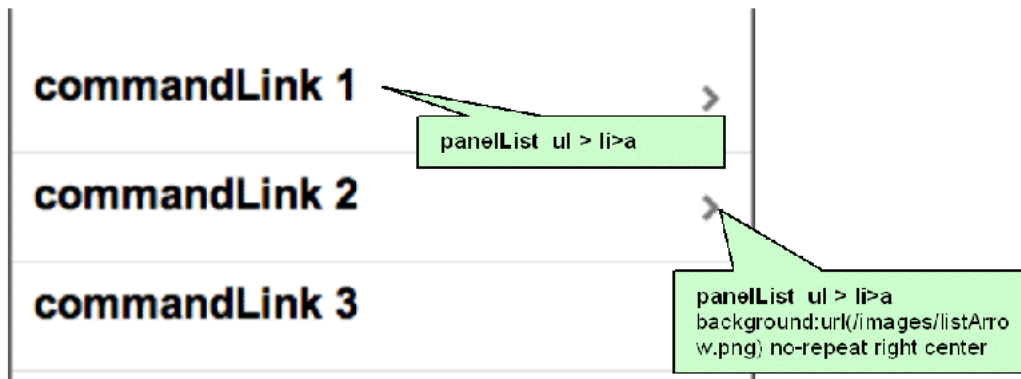 commandLink 1
panelList ul > li>a
commandLink 2
commandLink 3
panelList ul > li>a
background:url(/images/listArro
w.png) no-repeat right center